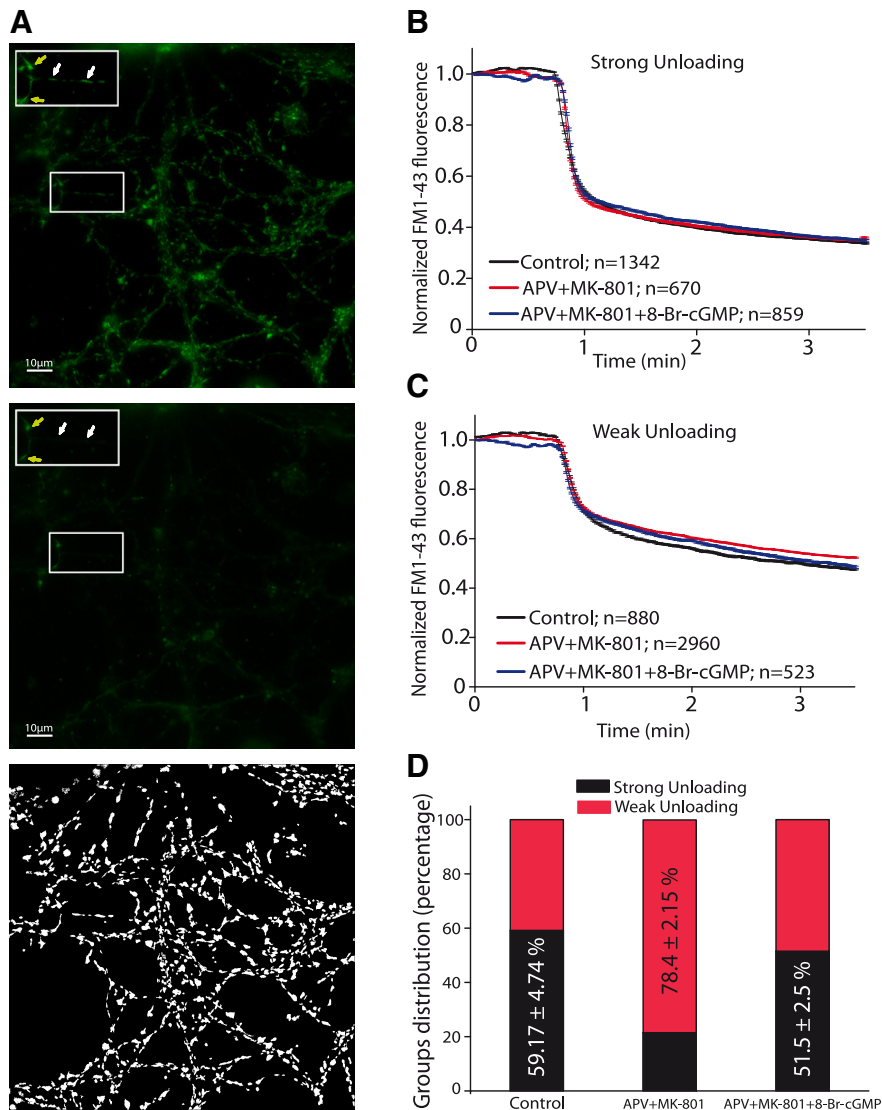 A
10µm
10µm
B
Strong Unloading
Normalized FM1-43 fluorescence
1.0
0.8
0.6
0.4
0.2
0
Control; n=1342
APV+MK-801; n=670
APV+MK-801+8-Br-cGMP; n=859
0 1 2 3
Time (min)
C
Weak Unloading
Normalized FM1-43 fluorescence
1.0
0.8
0.6
0.4
0.2
0
Control; n=880
APV+MK-801; n=2960
APV+MK-801+8-Br-cGMP; n=523
0 1 2 3
Time (min)
D
Strong Unloading
Weak Unloading
Groups distribution (percentage)
100
80
60
40
20
0
59.17 ± 4.74 %
78.4 ± 2.15 %
51.5 ± 2.5 %
Control APV+MK-801 APV+MK-801+8-Br-cGMP